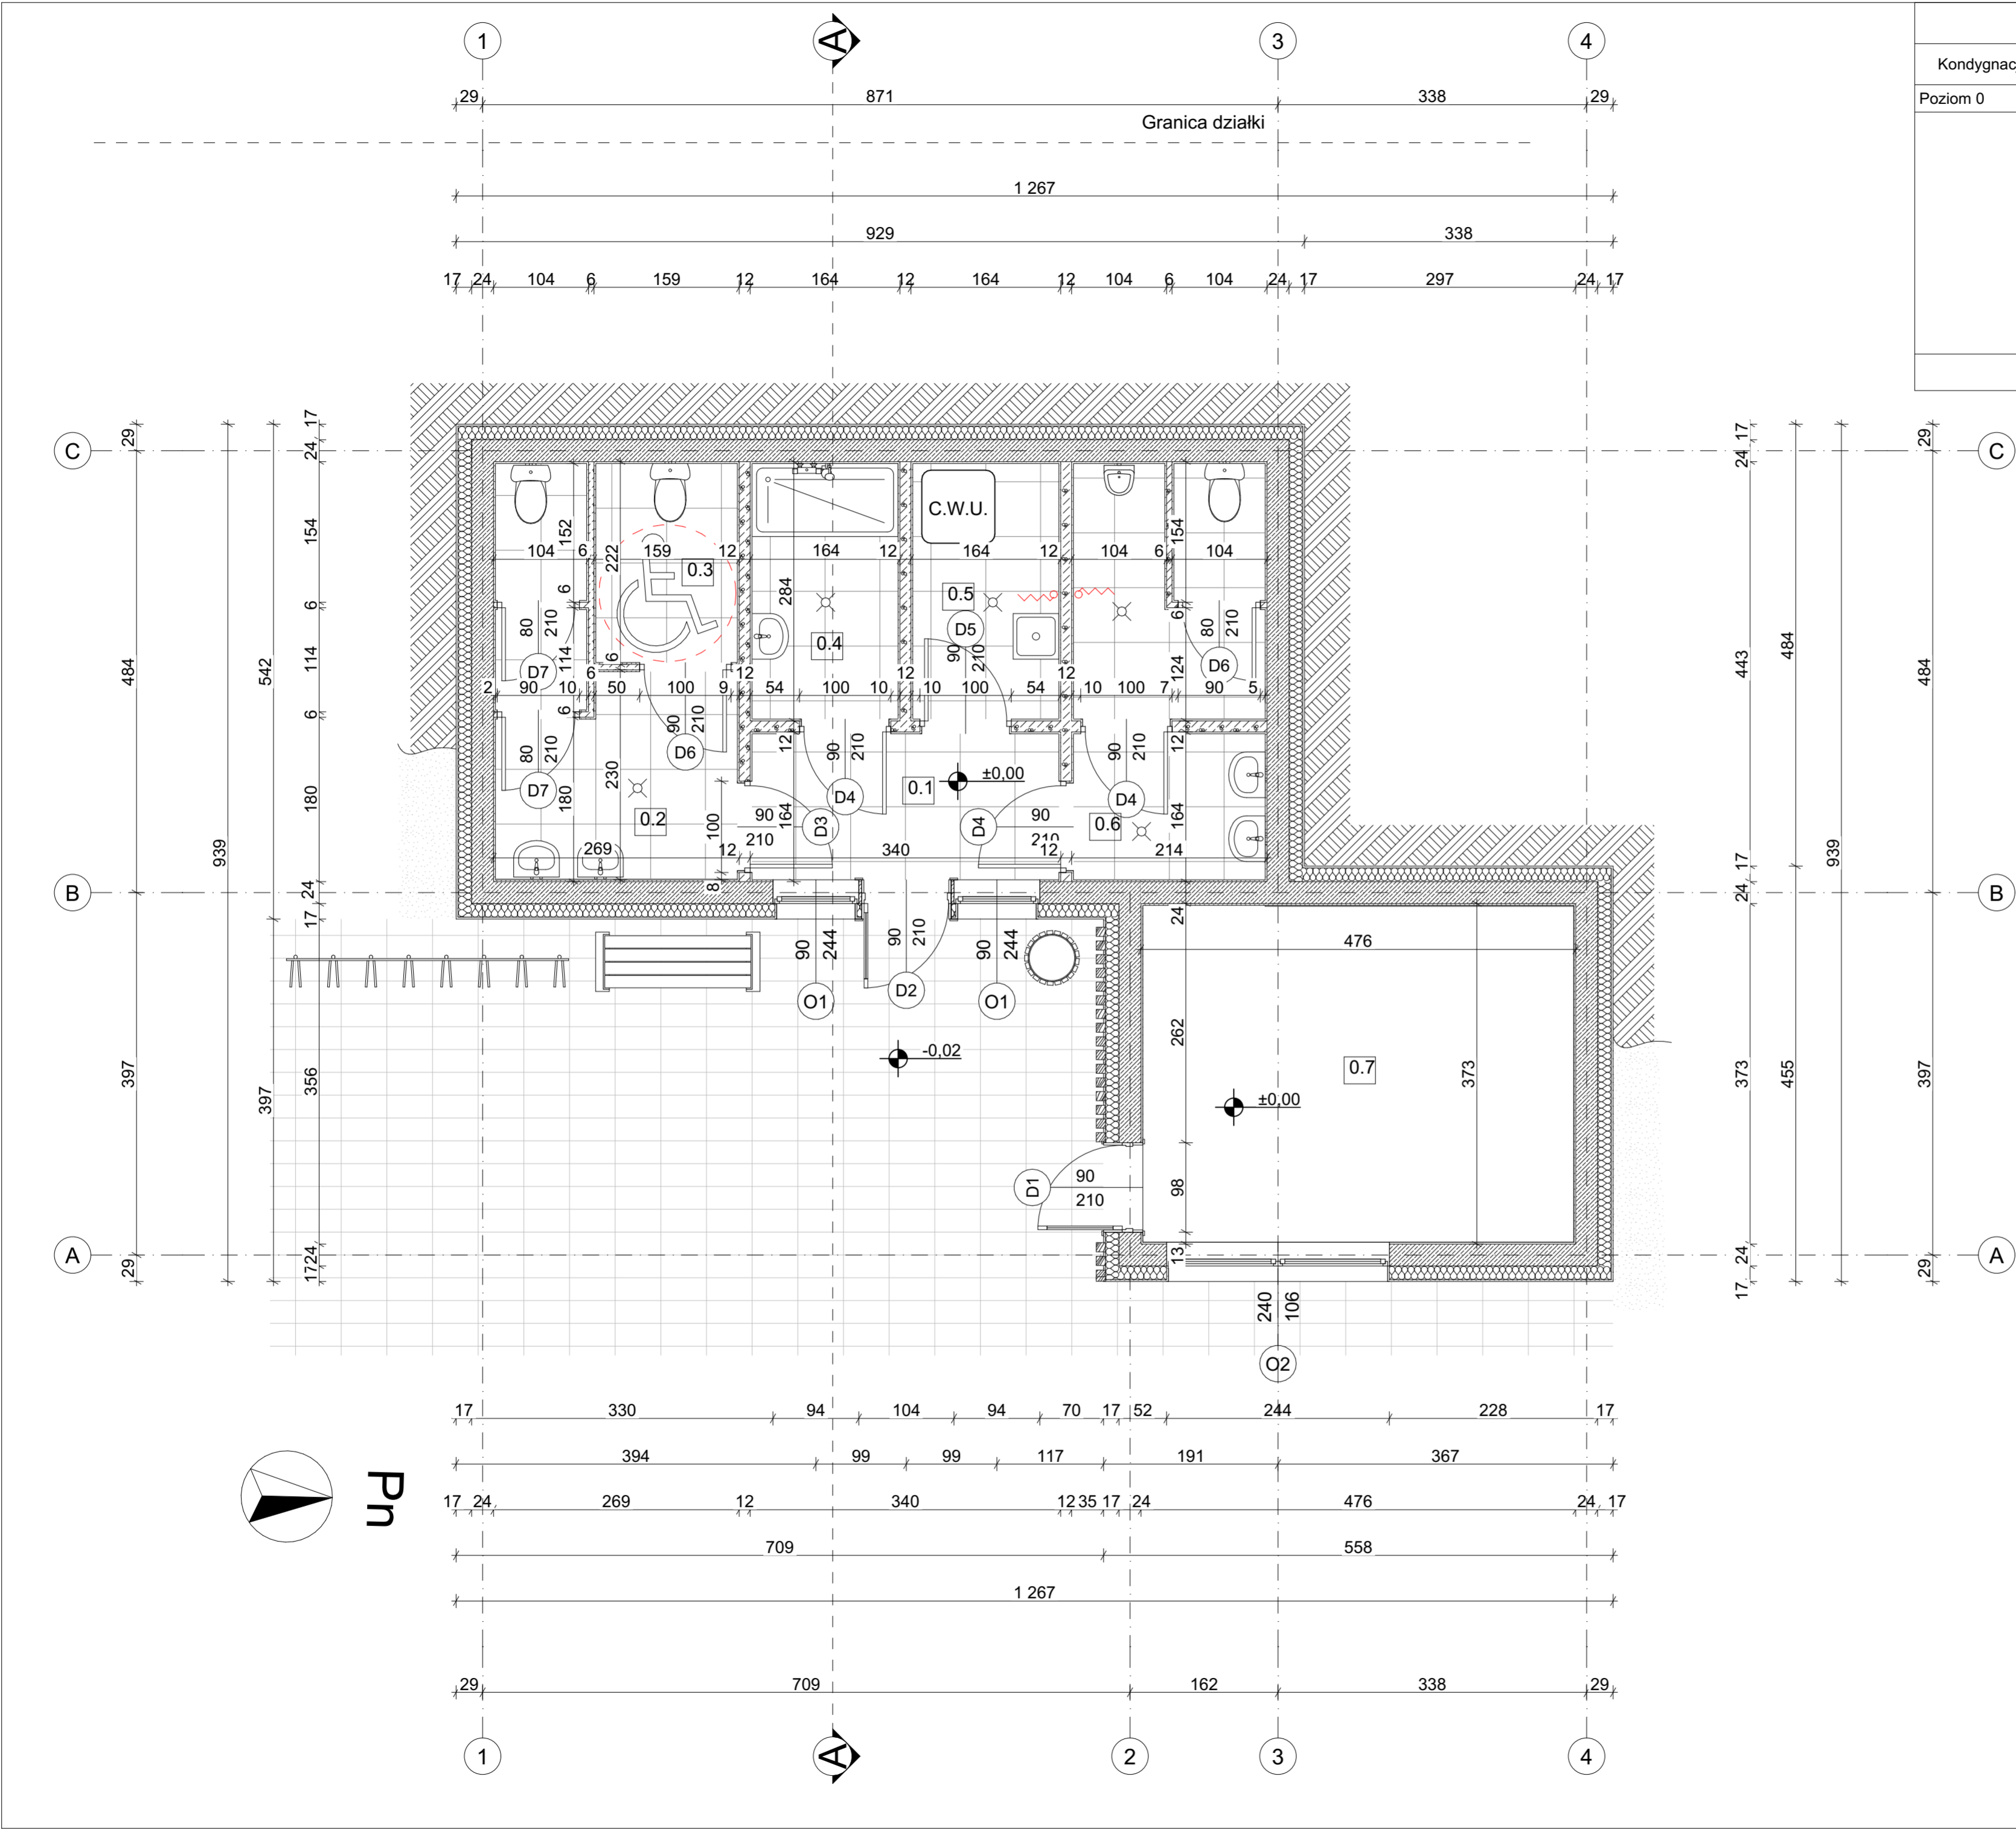 1 A 3 4
29 871 338 29
Kondygnac
Poziom 0
Granica działki
1 267
929 338
17 24 104 6 159 12 164 12 164 12 104 6 104 24 17 297 24 17
C 29 17 24 17 24 29 C
C.W.U.
154 152 222 154
104 6 159 12 164 12 164 12 104 6 104
0.3
0.5
284
6 6 6
80 210 D5 80 210
0.4
484 542 114 D7 114 6 90 210 124 D6 443 484 484
6 12 12 12
2 90 10 50 100 9 54 100 10 10 100 54 10 100 7 90 5
6 6
80 210 90 210 D6 12 90 210 90 210 12
±0,00
0.1
D7 230 D4 D4
939 180 180 164 164 939
0.2 100 90 210 D3 D4 90 210 0.6
269 12 340 12 214
B 24 17 8 17 24 B
24
90 244 90 210 90 244
476
O1 D2 O1
262
-0,02
397 397 356 0.7 373 373 455 397
±0,00
D1 90 210 98
A 29 24 17 13 24 17 29 A
240 106
O2
17 330 94 104 94 70 17 52 244 228 17
394 99 99 117 191 367
Pn
17 24 269 12 340 12 35 17 24 476 24 17
709 558
1 267
29 709 162 338 29
1 A 2 3 4